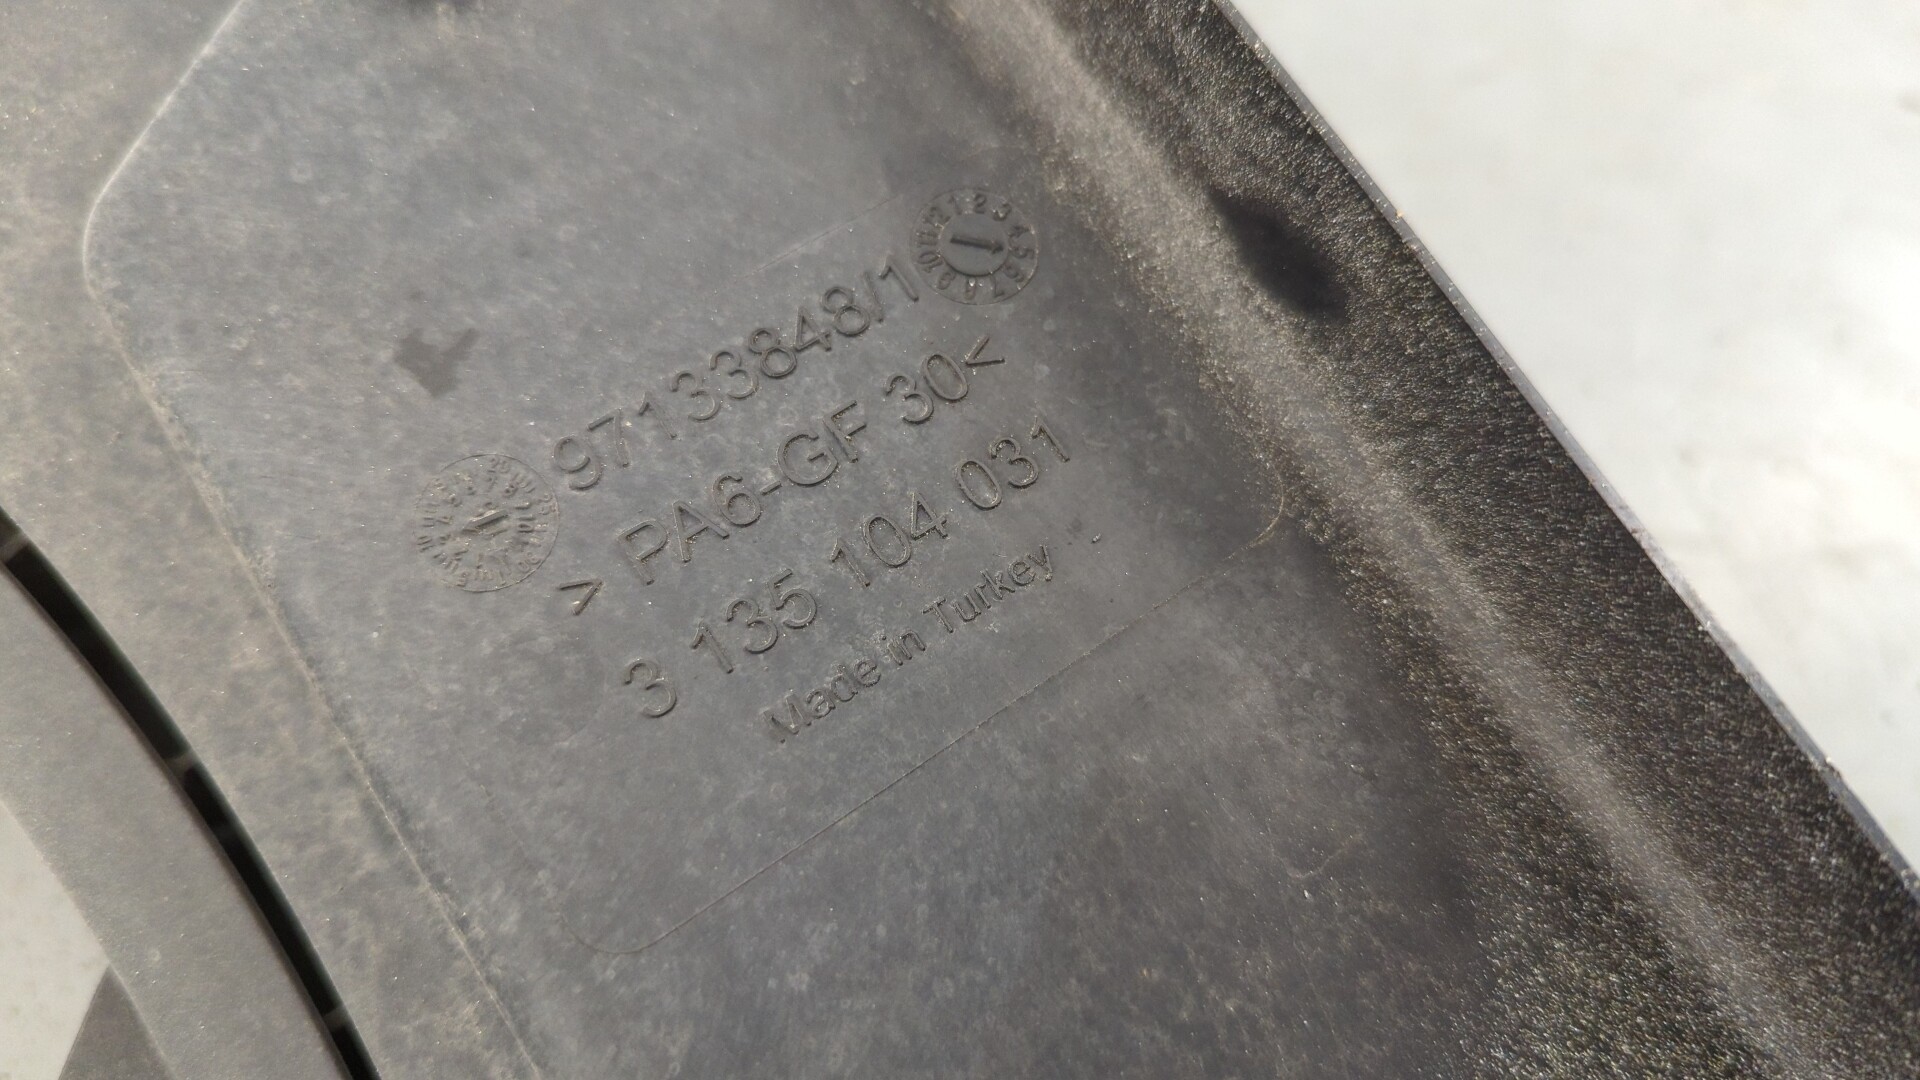 97133848/1
> PA6-GF 30<
3 135 104 031
Made in Turkey